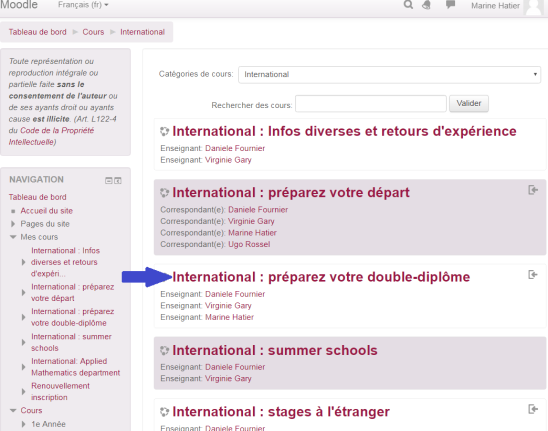 Moodle Français (fr) Marine Hatier
Tableau de bord Cours International
Toute représentation ou
reproduction intégrale ou
partielle faite sans le
consentement de l'auteur ou
de ses ayants droit ou ayants
cause est illicite. (Art. L122-4
du Code de la Propriété
Intellectuelle)
NAVIGATION
Tableau de bord
Accueil du site
Pages du site
Mes cours
International : Infos
diverses et retours
d'expéri...
International : préparez
votre départ
International : préparez
votre double-diplôme
International : summer
schools
International: Applied
Mathematics department
Renouvellement
inscription
Cours
1e Année
Catégories de cours: International
Rechercher des cours: Valider
International : Infos diverses et retours d'expérience
Enseignant: Daniele Fournier
Enseignant: Virginie Gary
International : préparez votre départ
Correspondant(e): Daniele Fournier
Correspondant(e): Virginie Gary
Correspondant(e): Marine Hatier
Correspondant(e): Ugo Rossel
International : préparez votre double-diplôme
Enseignant: Daniele Fournier
Enseignant: Virginie Gary
Enseignant: Marine Hatier
International : summer schools
Enseignant: Daniele Fournier
Enseignant: Virginie Gary
International : stages à l'étranger
Enseignant: Daniele Fournier